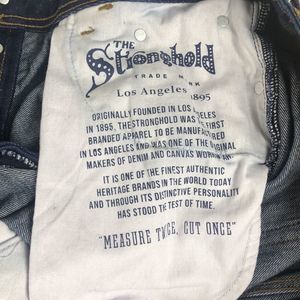 THE
Stronghold
TRADE MARK
Los Angeles 1895
ORIGINALLY FOUNDED IN LOS ANGELES
IN 1895, THE STRONGHOLD WAS THE FIRST
BRANDED APPAREL TO BE MANUFACTURED
IN LOS ANGELES AND WAS ONE OF THE ORIGINAL
MAKERS OF DENIM AND CANVAS
IT IS ONE OF THE FINEST AUTHENTIC
HERITAGE BRANDS IN THE WORLD TODAY
AND THROUGH ITS DISTINCTIVE PERSONALITY
HAS STOOD THE TEST OF TIME.
"MEASURE TWICE, CUT ONCE"